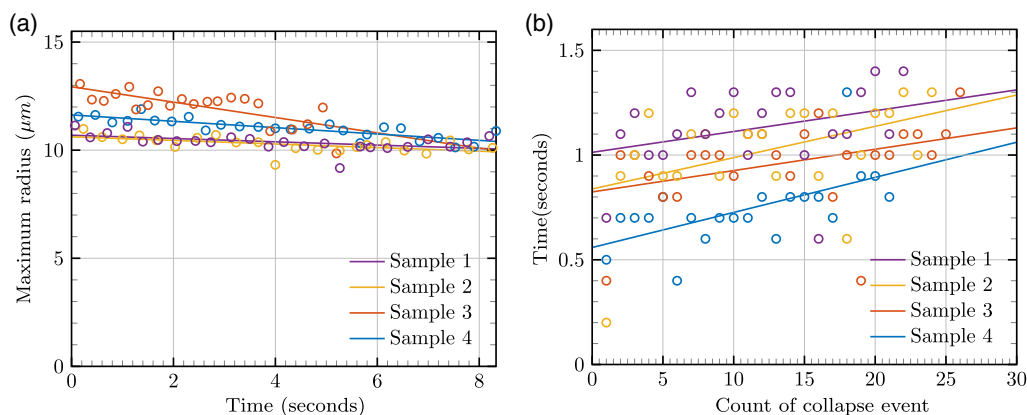 (a)
15
10
5
0
0
2
4
6
8
Maximum radius (μm)
Time (seconds)
Sample 1
Sample 2
Sample 3
Sample 4
(b)
1.5
1
0.5
0
0
5
10
15
20
25
30
Time(seconds)
Count of collapse event
Sample 1
Sample 2
Sample 3
Sample 4